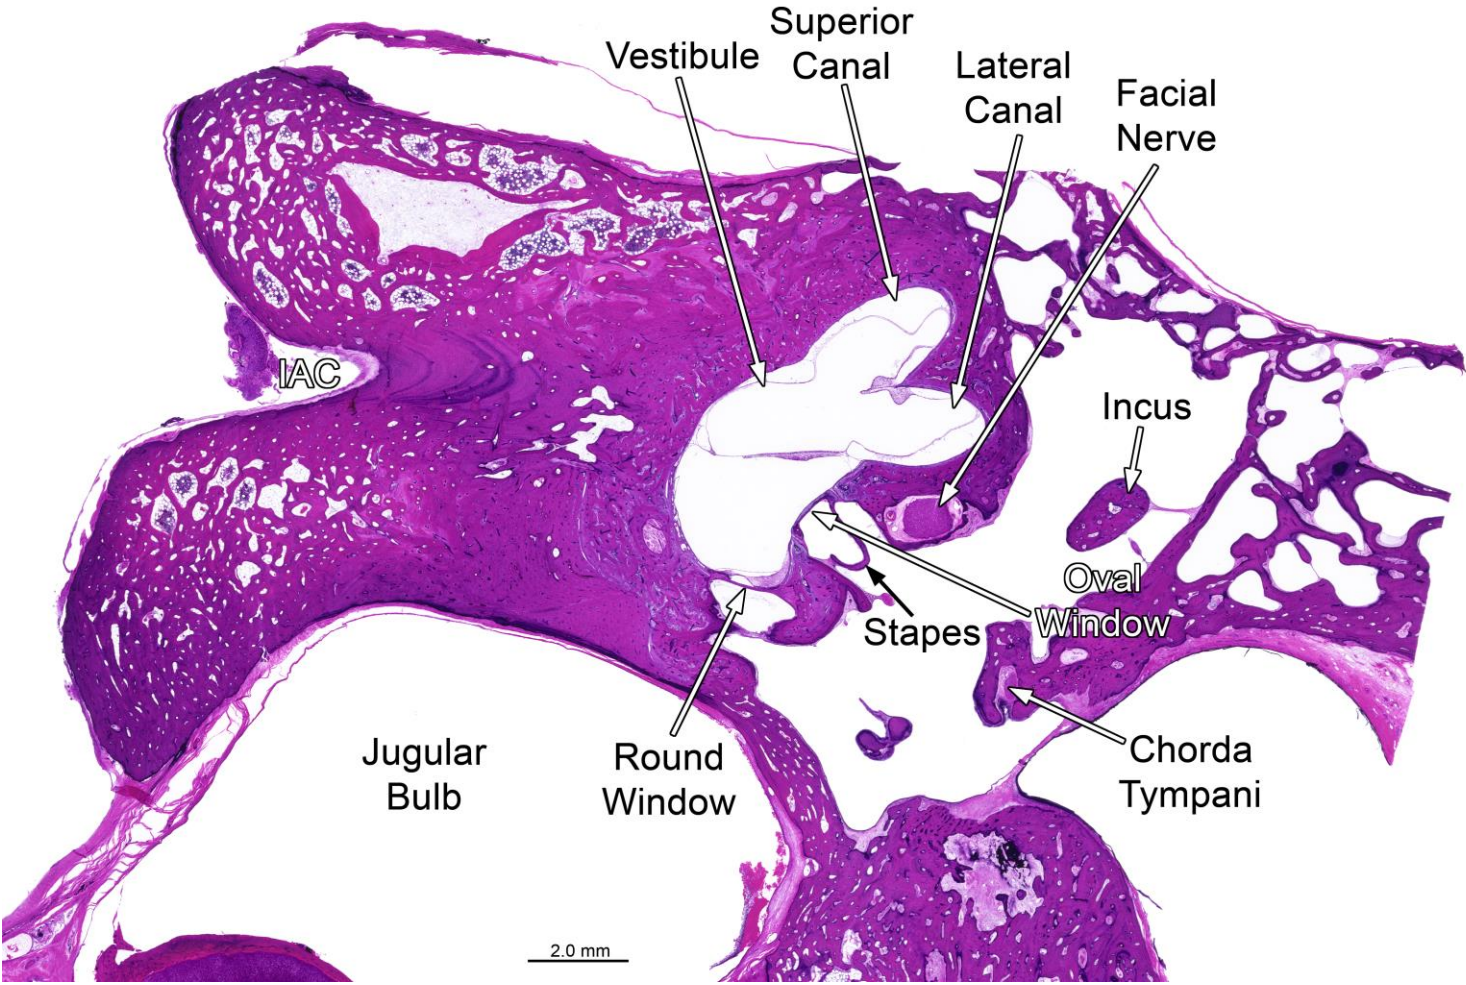 Superior
Canal
Vestibule
Lateral
Canal
Facial
Nerve
IAC
Incus
Oval
Window
Stapes
Jugular
Bulb
Round
Window
Chorda
Tympani
2.0 mm